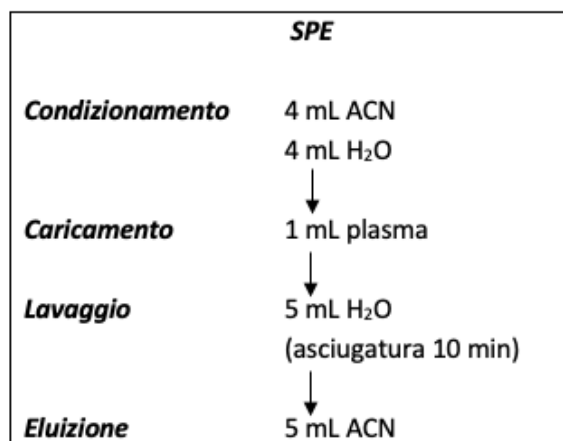 SPE
Condizionamento 4 mL ACN
4 mL H₂O
Caricamento 1 mL plasma
Lavaggio 5 mL H₂O
(asciugatura 10 min)
Eluizione 5 mL ACN